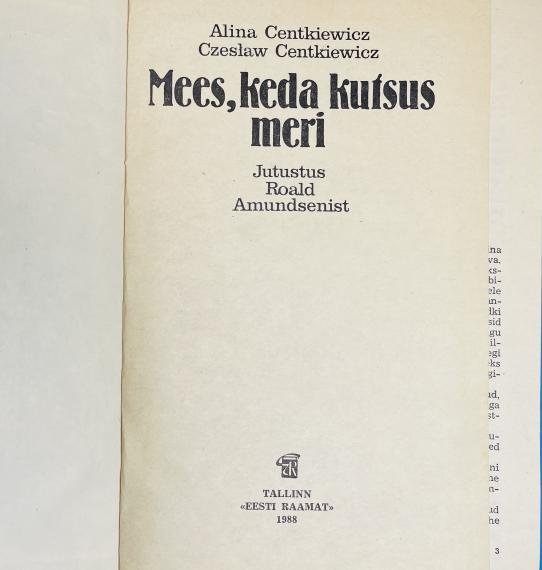 Alina Centkiewicz
Czesław Centkiewicz
Mees, keda kutsus
meri
Jutustus
Roald
Amundsenist
TALLINN
«EESTI RAAMAT»
1988
3